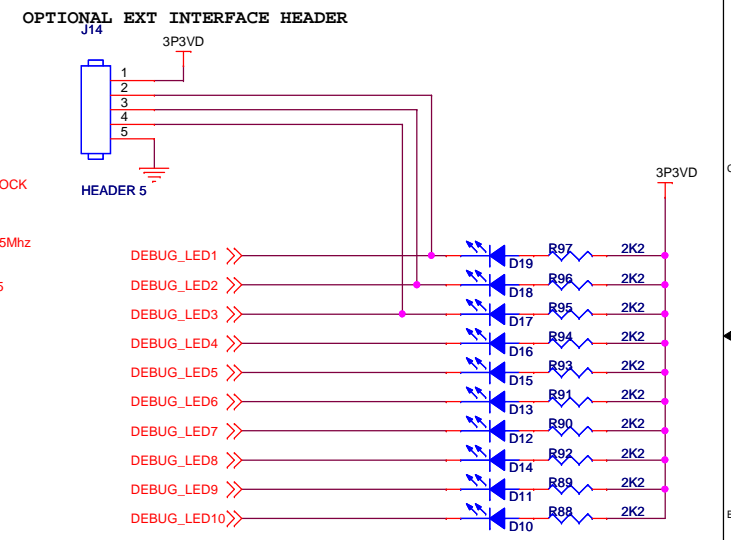 OPTIONAL EXT INTERFACE HEADER
J14
3P3VD
1
2
3
4
5
HEADER 5
OCK
5Mhz
5
3P3VD
DEBUG_LED1 D19 R97 2K2
DEBUG_LED2 D18 R96 2K2
DEBUG_LED3 D17 R95 2K2
DEBUG_LED4 D16 R94 2K2
DEBUG_LED5 D15 R93 2K2
DEBUG_LED6 D13 R91 2K2
DEBUG_LED7 D12 R90 2K2
DEBUG_LED8 D14 R92 2K2
DEBUG_LED9 D11 R89 2K2
DEBUG_LED10 D10 R88 2K2